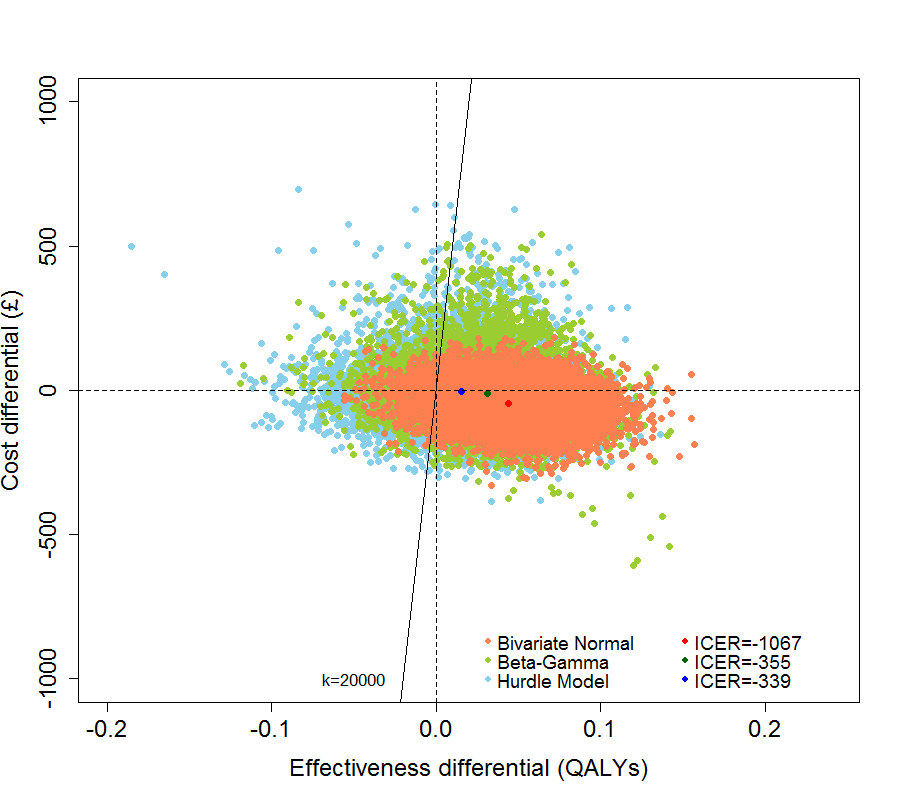 Cost differential (£)
1000
500
0
-500
-1000
k=20000
Bivariate Normal
Beta-Gamma
Hurdle Model
ICER=-1067
ICER=-355
ICER=-339
-0.2 -0.1 0.0 0.1 0.2
Effectiveness differential (QALYs)